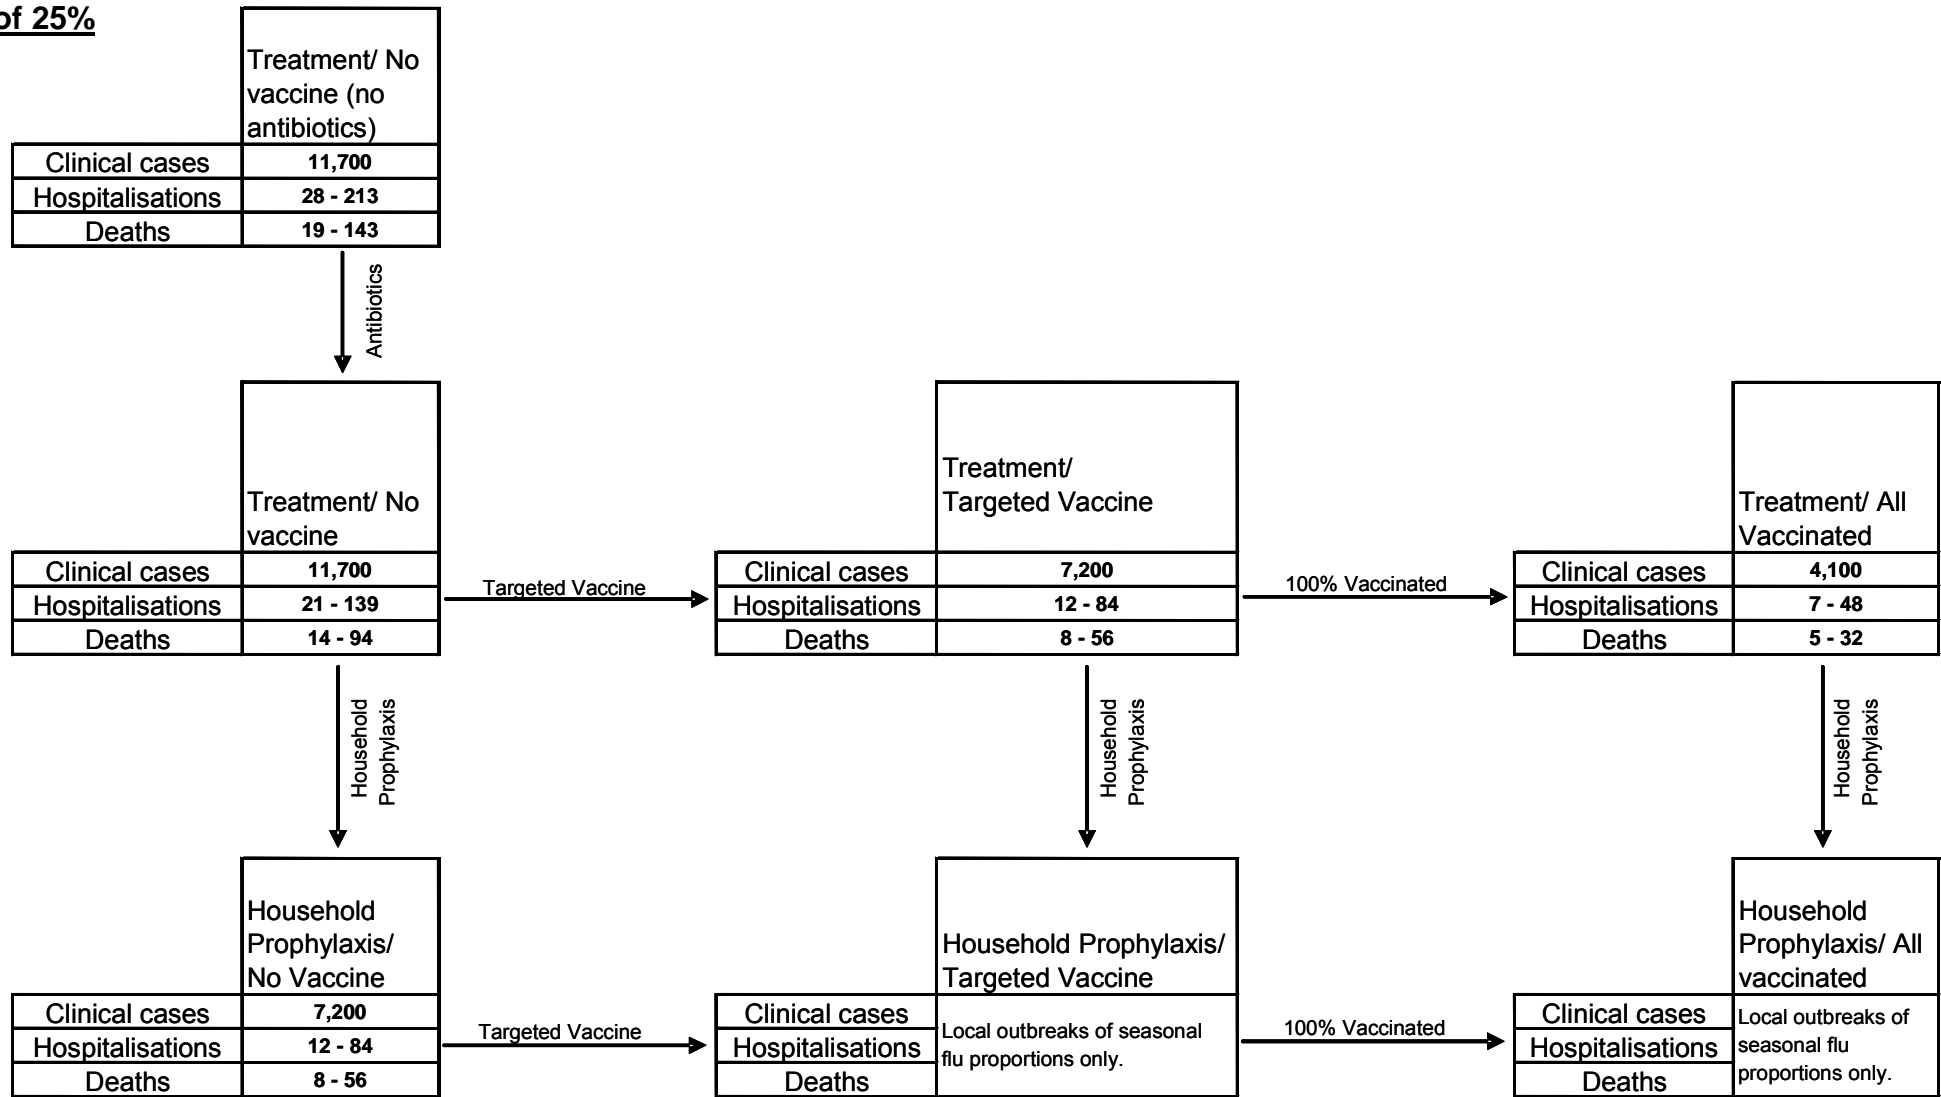 of 25%
Treatment/ No
vaccine (no
antibiotics)
Clinical cases 11,700
Hospitalisations 28 - 213
Deaths 19 - 143
Antibiotics
Treatment/ No
vaccine
Clinical cases 11,700
Hospitalisations 21 - 139
Deaths 14 - 94
Targeted Vaccine
Treatment/
Targeted Vaccine
Clinical cases 7,200
Hospitalisations 12 - 84
Deaths 8 - 56
100% Vaccinated
Treatment/ All
Vaccinated
Clinical cases 4,100
Hospitalisations 7 - 48
Deaths 5 - 32
Household
Prophylaxis
Household
Prophylaxis
Household
Prophylaxis
Household
Prophylaxis/
No Vaccine
Clinical cases 7,200
Hospitalisations 12 - 84
Deaths 8 - 56
Targeted Vaccine
Household Prophylaxis/
Targeted Vaccine
Clinical cases
Hospitalisations
Deaths
Local outbreaks of seasonal
flu proportions only.
100% Vaccinated
Household
Prophylaxis/ All
vaccinated
Clinical cases
Hospitalisations
Deaths
Local outbreaks of
seasonal flu
proportions only.